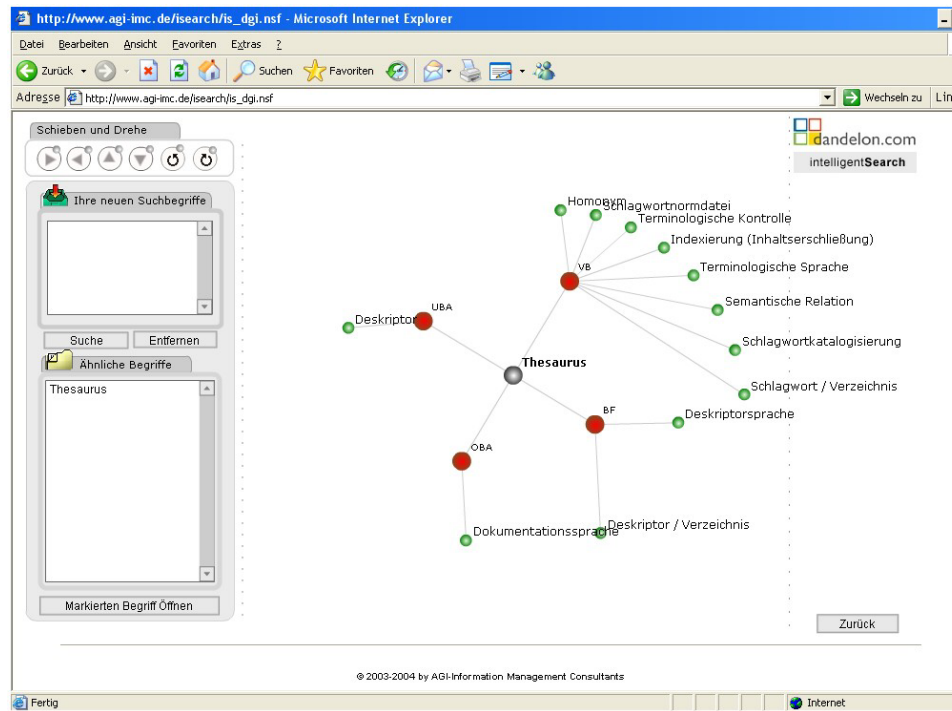 http://www.agi-imc.de/isearch/is_dgi.nsf - Microsoft Internet Explorer
Datei Bearbeiten Ansicht Favoriten Extras ?
Zurück Suchen Favoriten
Adresse http://www.agi-imc.de/isearch/is_dgi.nsf Wechseln zu Lin
Schieben und Drehe
dandelon.com
intelligentSearch
Ihre neuen Suchbegriffe
Suche Entfernen
Ähnliche Begriffe
Thesaurus
Markierten Begriff Öffnen
Homonym
Schlagwortnormdatei
Terminologische Kontrolle
Indexierung (Inhaltserschließung)
VB
Terminologische Sprache
Semantische Relation
UBA
Deskriptor
Schlagwortkatalogisierung
Thesaurus
Schlagwort / Verzeichnis
BF
Deskriptorsprache
OBA
Deskriptor / Verzeichnis
Dokumentationssprache
Zurück
© 2003-2004 by AGI-Information Management Consultants
Fertig Internet